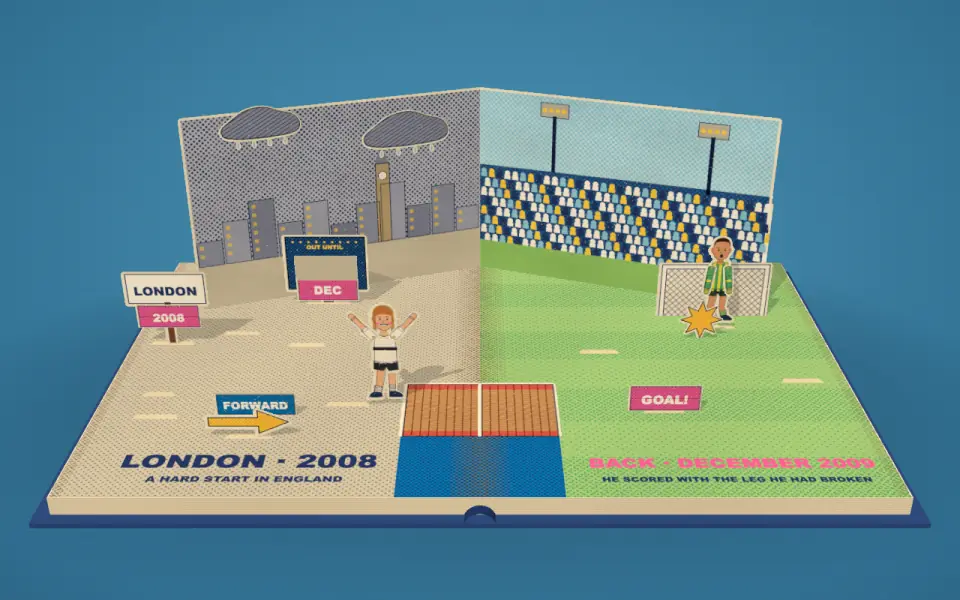 OUT UNTIL
DEC
LONDON
2008
FORWARD
LONDON · 2008
A HARD START IN ENGLAND
GOAL!
BACK · DECEMBER 2009
HE SCORED WITH THE LEG HE HAD BROKEN